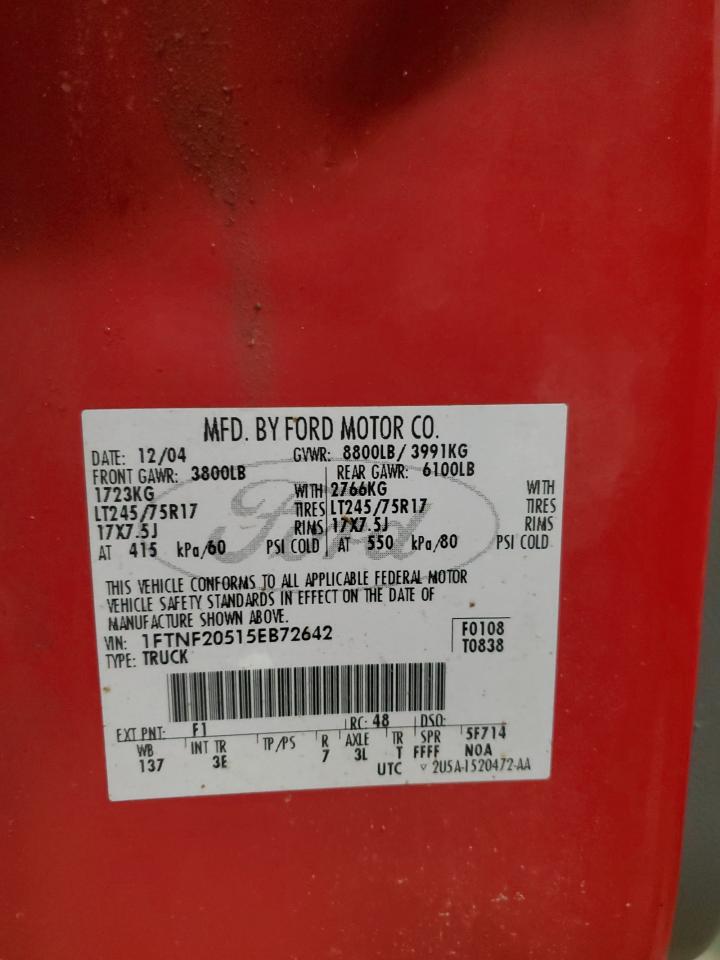 MFD. BY FORD MOTOR CO.
DATE: 12/04 GVWR: 8800LB/ 3991KG
FRONT GAWR: 3800LB REAR GAWR: 6100LB
1723KG WITH 2766KG WITH
LT245/75R17 TIRES LT245/75R17 TIRES
17X7.5J RIMS 17X7.5J RIMS
AT 415 kPa/60 PSI COLD AT 550 kPa/80 PSI COLD
Ford
THIS VEHICLE CONFORMS TO ALL APPLICABLE FEDERAL MOTOR
VEHICLE SAFETY STANDARDS IN EFFECT ON THE DATE OF
MANUFACTURE SHOWN ABOVE.
VIN: 1FTNF20515EB72642 F0108
TYPE: TRUCK T0838
EXT PNT: F1 RC: 48 DSO:
WB INT TR TP/PS R AXLE TR SPR 5F714
137 3E 7 3L T FFFF NOA
UTC ▽ 2U5A-1520472-AA